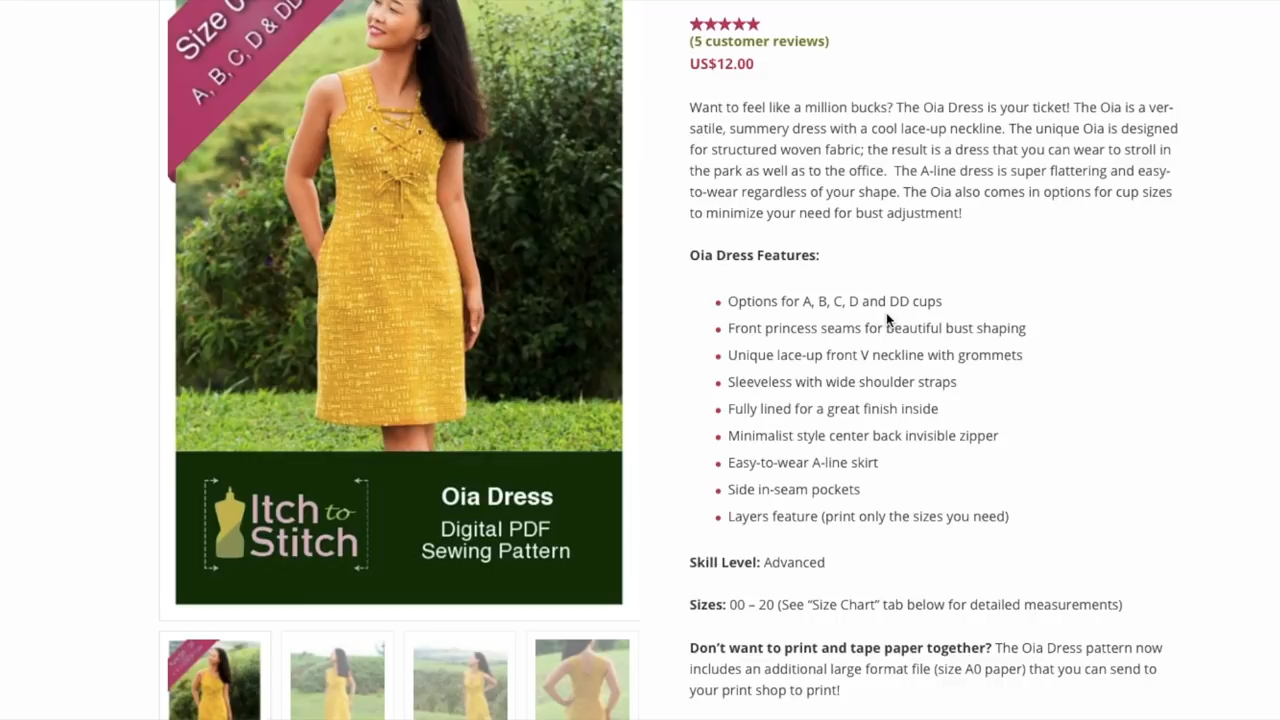 Size 0
A, B, C, D & DD
Itch to
Stitch
Oia Dress
Digital PDF
Sewing Pattern
(5 customer reviews)
US$12.00
Want to feel like a million bucks? The Oia Dress is your ticket! The Oia is a ver-
satile, summery dress with a cool lace-up neckline. The unique Oia is designed
for structured woven fabric; the result is a dress that you can wear to stroll in
the park as well as to the office.  The A-line dress is super flattering and easy-
to-wear regardless of your shape. The Oia also comes in options for cup sizes
to minimize your need for bust adjustment!
Oia Dress Features:
Options for A, B, C, D and DD cups
Front princess seams for beautiful bust shaping
Unique lace-up front V neckline with grommets
Sleeveless with wide shoulder straps
Fully lined for a great finish inside
Minimalist style center back invisible zipper
Easy-to-wear A-line skirt
Side in-seam pockets
Layers feature (print only the sizes you need)
Skill Level: Advanced
Sizes: 00 – 20 (See “Size Chart” tab below for detailed measurements)
Don’t want to print and tape paper together? The Oia Dress pattern now
includes an additional large format file (size A0 paper) that you can send to
your print shop to print!